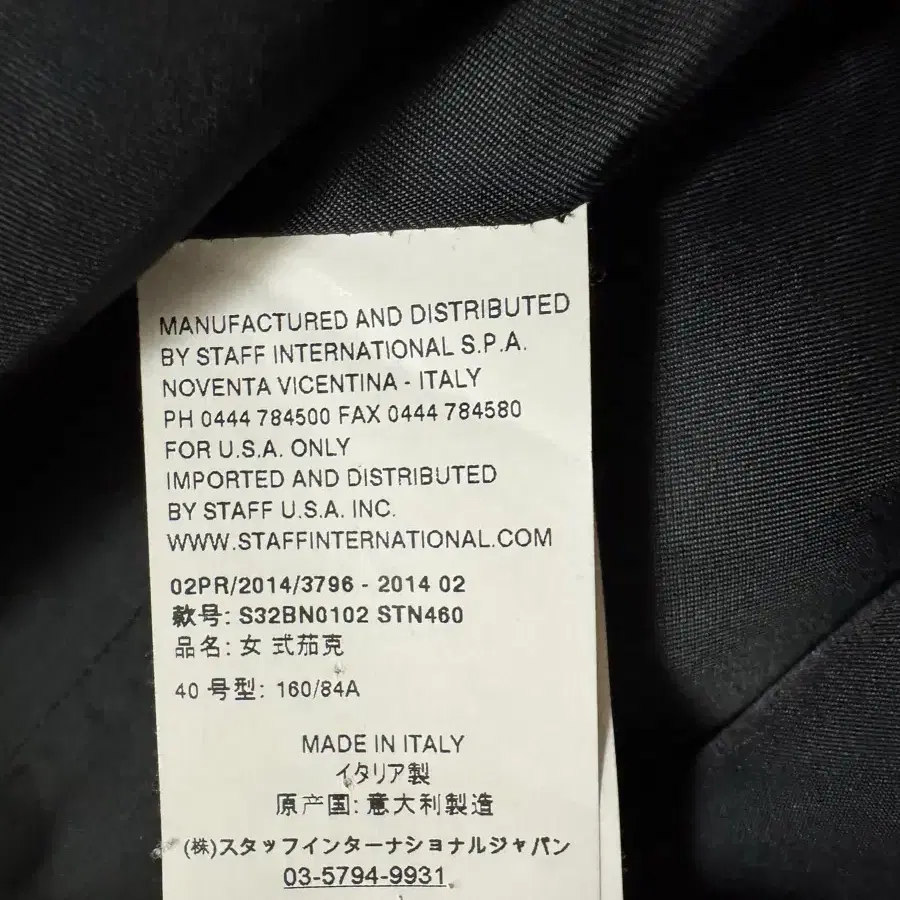 MANUFACTURED AND DISTRIBUTED
BY STAFF INTERNATIONAL S.P.A.
NOVENTA VICENTINA - ITALY
PH 0444 784500 FAX 0444 784580
FOR U.S.A. ONLY
IMPORTED AND DISTRIBUTED
BY STAFF U.S.A. INC.
WWW.STAFFINTERNATIONAL.COM
02PR/2014/3796 - 2014 02
款号: S32BN0102 STN460
品名: 女 式茄克
40 号型: 160/84A
MADE IN ITALY
イタリア製
原产国: 意大利製造
(株)スタッフインターナショナルジャパン
03-5794-9931